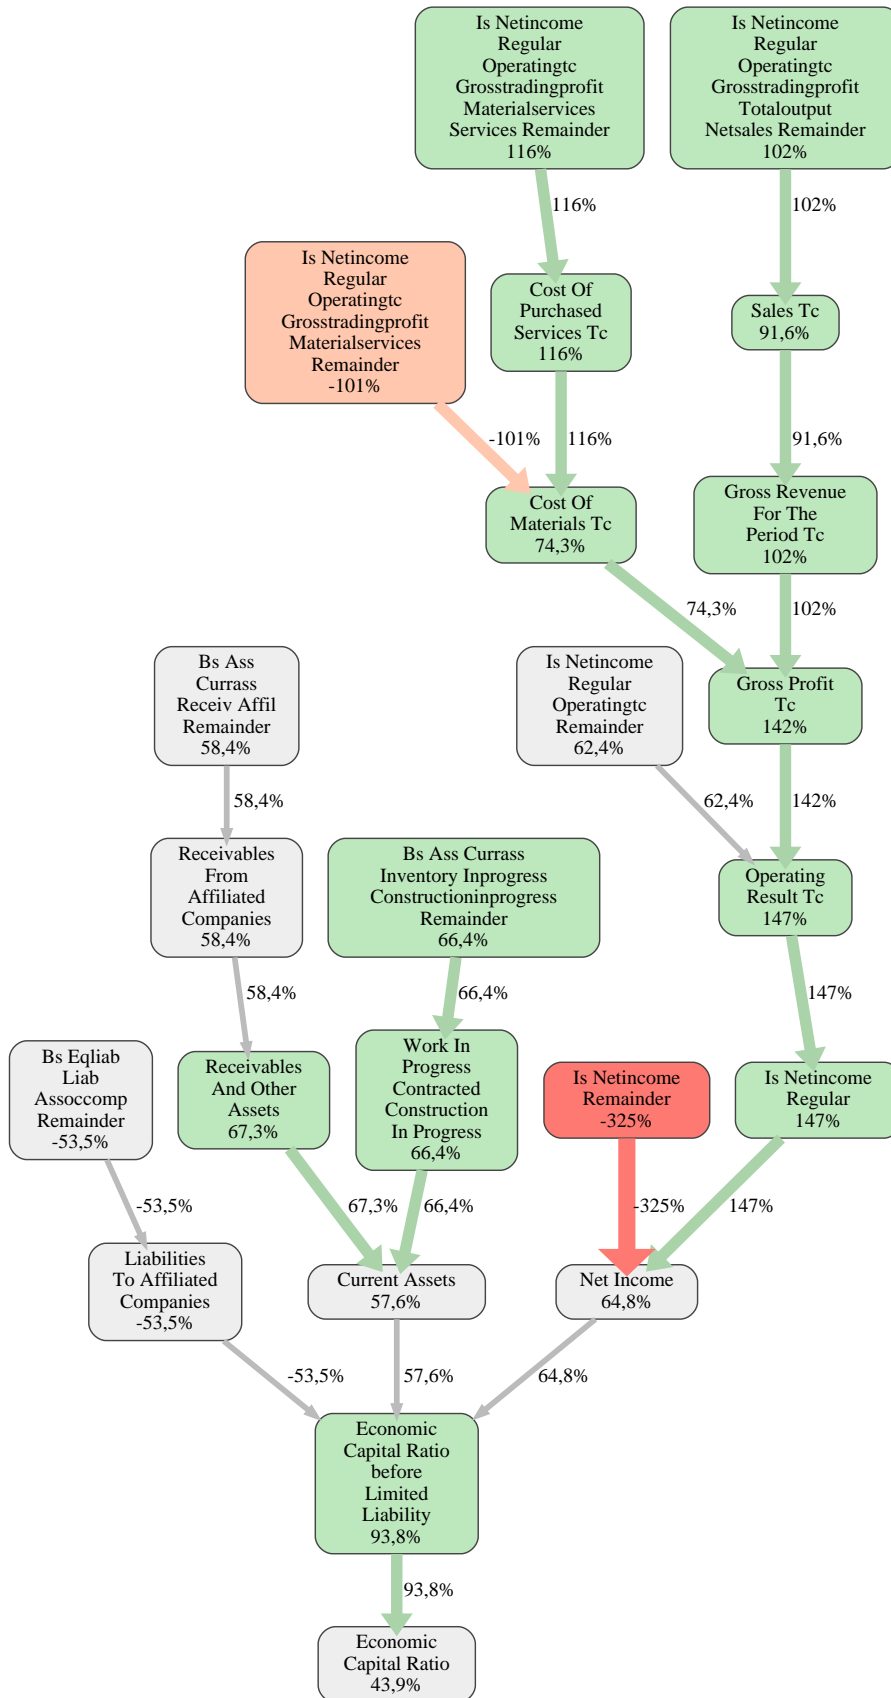 Is Netincome
Regular
Operatingtc
Grosstradingprofit
Materialservices
Services Remainder
116%
Is Netincome
Regular
Operatingtc
Grosstradingprofit
Totaloutput
Netsales Remainder
102%
116%
102%
Is Netincome
Regular
Operatingtc
Grosstradingprofit
Materialservices
Remainder
-101%
Cost Of
Purchased
Services Tc
116%
Sales Tc
91,6%
-101%
116%
91,6%
Cost Of
Materials Tc
74,3%
Gross Revenue
For The
Period Tc
102%
74,3%
102%
Bs Ass
Currass
Receiv Affil
Remainder
58,4%
Is Netincome
Regular
Operatingtc
Remainder
62,4%
Gross Profit
Tc
142%
58,4%
62,4%
142%
Receivables
From
Affiliated
Companies
58,4%
Bs Ass Currass
Inventory Inprogress
Constructioninprogress
Remainder
66,4%
Operating
Result Tc
147%
58,4%
66,4%
147%
Bs Eqliab
Liab
Assoccomp
Remainder
-53,5%
Receivables
And Other
Assets
67,3%
Work In
Progress
Contracted
Construction
In Progress
66,4%
Is Netincome
Remainder
-325%
Is Netincome
Regular
147%
-53,5%
67,3%
66,4%
-325%
147%
Liabilities
To Affiliated
Companies
-53,5%
Current Assets
57,6%
Net Income
64,8%
-53,5%
57,6%
64,8%
Economic
Capital Ratio
before
Limited
Liability
93,8%
93,8%
Economic
Capital Ratio
43,9%